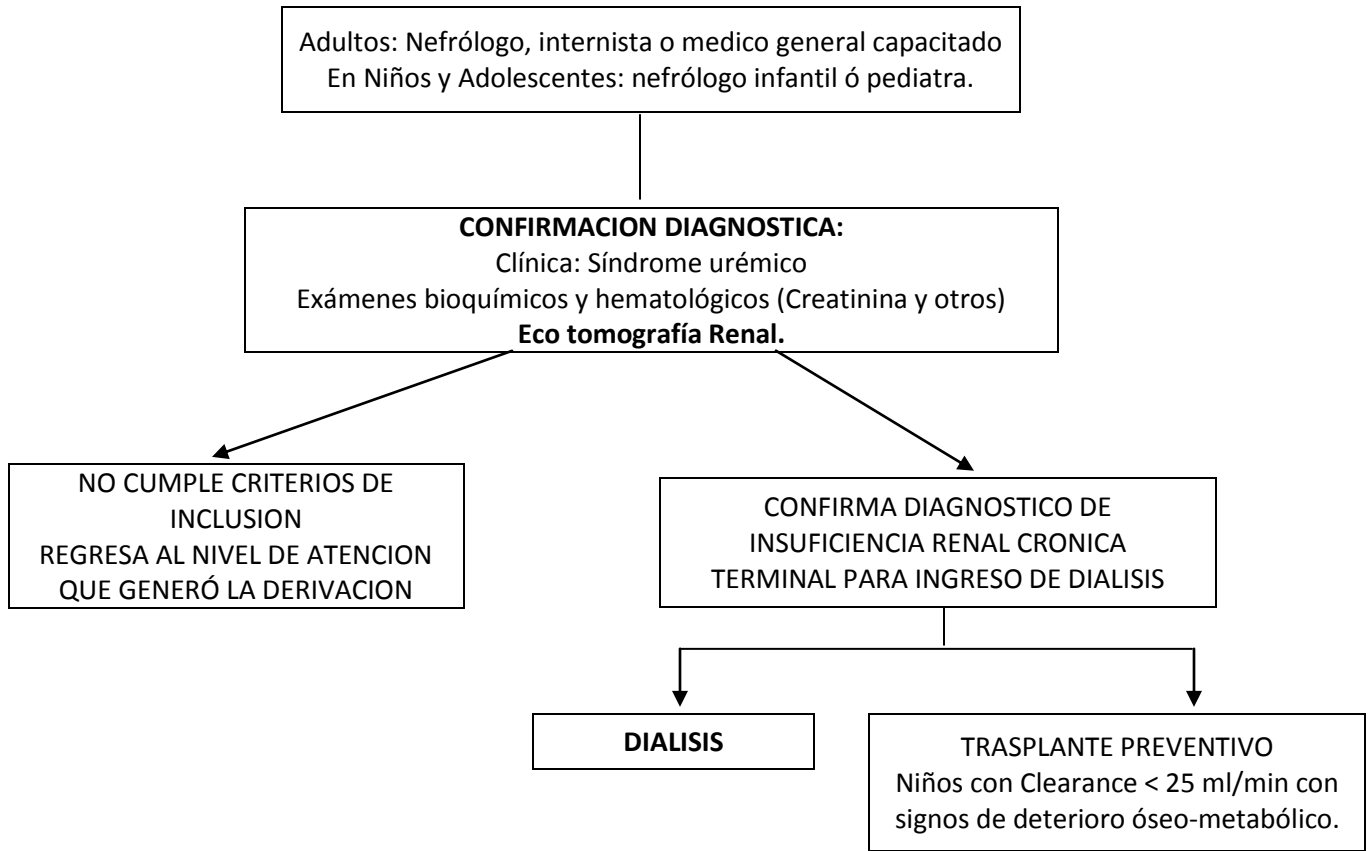 Adultos: Nefrólogo, internista o medico general capacitado
En Niños y Adolescentes: nefrólogo infantil ó pediatra.
CONFIRMACION DIAGNOSTICA:
Clínica: Síndrome urémico
Exámenes bioquímicos y hematológicos (Creatinina y otros)
Eco tomografía Renal.
NO CUMPLE CRITERIOS DE
INCLUSION
REGRESA AL NIVEL DE ATENCION
QUE GENERÓ LA DERIVACION
CONFIRMA DIAGNOSTICO DE
INSUFICIENCIA RENAL CRONICA
TERMINAL PARA INGRESO DE DIALISIS
DIALISIS
TRASPLANTE PREVENTIVO
Niños con Clearance < 25 ml/min con
signos de deterioro óseo-metabólico.